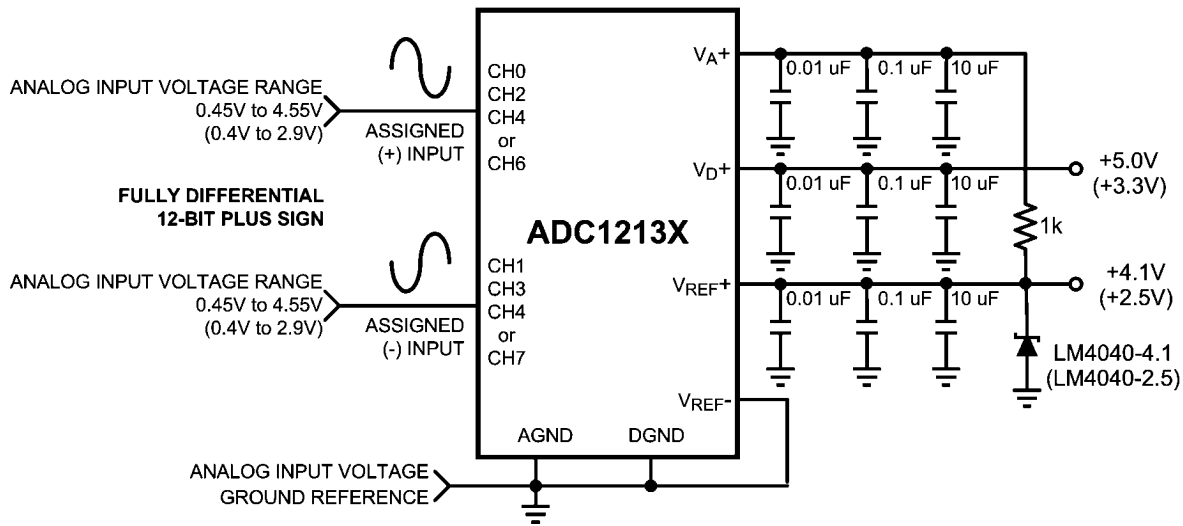 ANALOG INPUT VOLTAGE RANGE
0.45V to 4.55V
(0.4V to 2.9V)
ASSIGNED
(+) INPUT
CH0
CH2
CH4
or
CH6
FULLY DIFFERENTIAL
12-BIT PLUS SIGN
ANALOG INPUT VOLTAGE RANGE
0.45V to 4.55V
(0.4V to 2.9V)
ASSIGNED
(-) INPUT
CH1
CH3
CH4
or
CH7
ADC1213X
VA+
0.01 uF 0.1 uF 10 uF
VD+
0.01 uF 0.1 uF 10 uF
+5.0V
(+3.3V)
1k
VREF+
0.01 uF 0.1 uF 10 uF
+4.1V
(+2.5V)
LM4040-4.1
(LM4040-2.5)
VREF-
AGND DGND
ANALOG INPUT VOLTAGE
GROUND REFERENCE